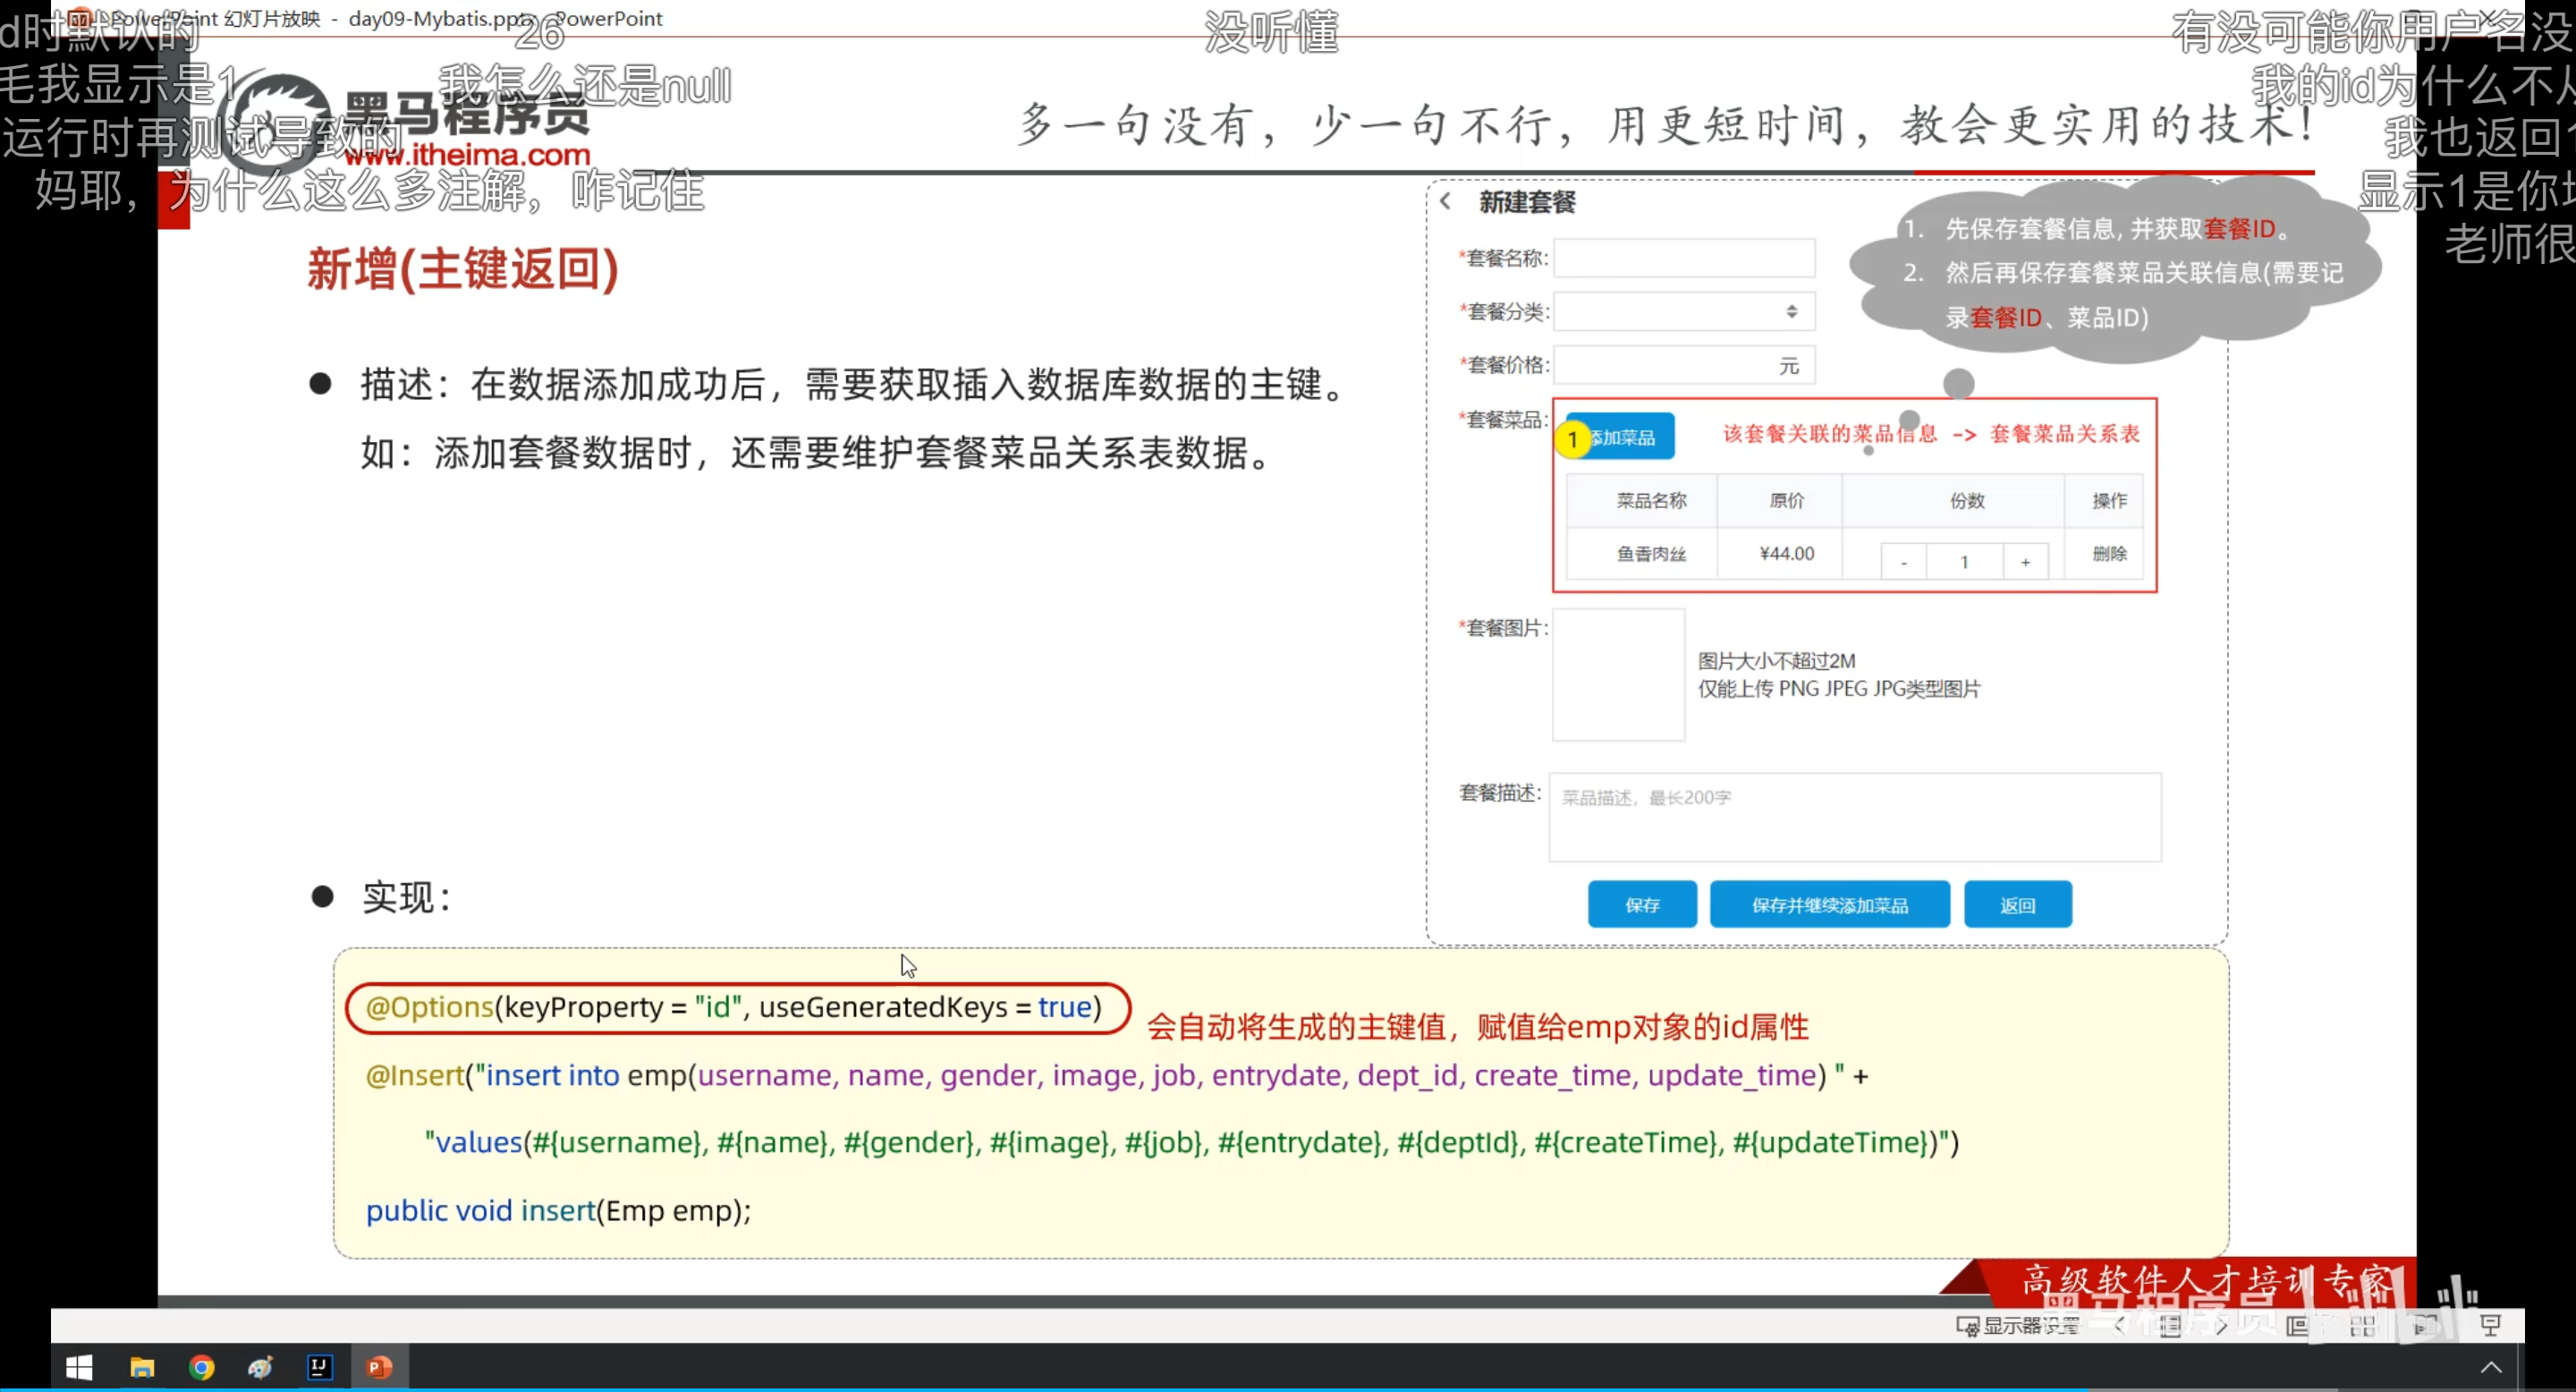 PowerPoint 幻灯片放映 - day09-Mybatis.pptx - PowerPoint
d时默认的
26
没听懂
有没可能你用户名没
毛我显示是1
我怎么还是null
我的id为什么不从
运行时再测试导致的
我也返回1
妈耶，为什么这么多注解，咋记住
显示1是你
老师很
黑马程序员
www.itheima.com
多一句没有，少一句不行，用更短时间，教会更实用的技术！
新增(主键返回)
描述：在数据添加成功后，需要获取插入数据库数据的主键。
如：添加套餐数据时，还需要维护套餐菜品关系表数据。
新建套餐
1. 先保存套餐信息, 并获取套餐ID。
2. 然后再保存套餐菜品关联信息(需要记
录套餐ID、菜品ID)
*套餐名称:
*套餐分类:
*套餐价格: 元
*套餐菜品:
1 添加菜品 该套餐关联的菜品信息 -> 套餐菜品关系表
菜品名称 原价 份数 操作
鱼香肉丝 ¥44.00 - 1 + 删除
*套餐图片:
图片大小不超过2M
仅能上传 PNG JPEG JPG类型图片
套餐描述: 菜品描述，最长200字
保存 保存并继续添加菜品 返回
实现：
@Options(keyProperty = "id", useGeneratedKeys = true)
会自动将生成的主键值，赋值给emp对象的id属性
@Insert("insert into emp(username, name, gender, image, job, entrydate, dept_id, create_time, update_time) " +
"values(#{username}, #{name}, #{gender}, #{image}, #{job}, #{entrydate}, #{deptId}, #{createTime}, #{updateTime})")
public void insert(Emp emp);
高级软件人才培训专家
黑马程序员
显示器设置